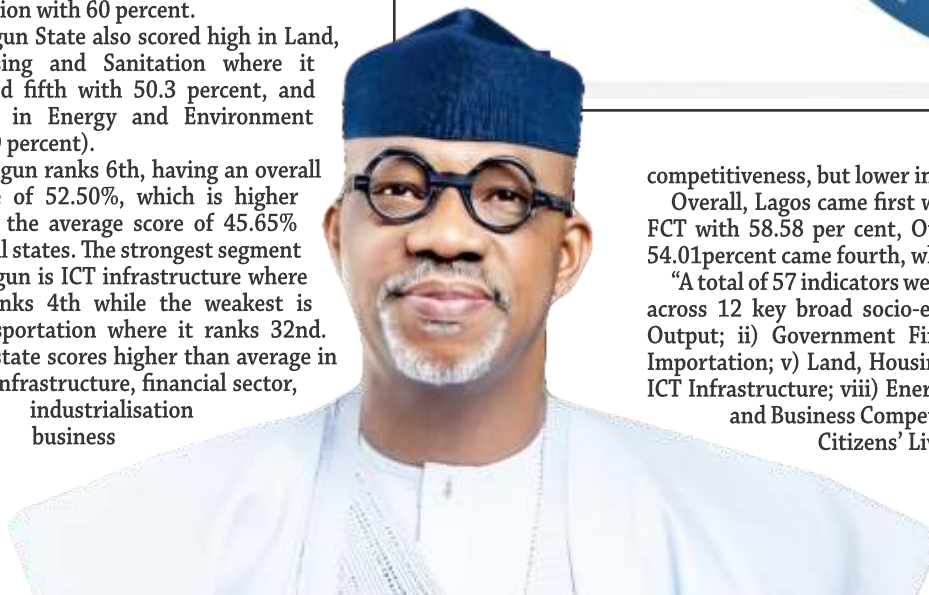 ion with 60 percent.
gun State also scored high in Land,
sing and Sanitation where it
d fifth with 50.3 percent, and
in Energy and Environment
percent).
gun ranks 6th, having an overall
e of 52.50%, which is higher
the average score of 45.65%
l states. The strongest segment
gun is ICT infrastructure where
nks 4th while the weakest is
sportation where it ranks 32nd.
state scores higher than average in
nfrastructure, financial sector,
industrialisation
business
competitiveness, but lower in
Overall, Lagos came first w
FCT with 58.58 per cent, O
54.01percent came fourth, wh
“A total of 57 indicators we
across 12 key broad socio-e
Output; ii) Government Fi
Importation; v) Land, Housin
ICT Infrastructure; viii) Ener
and Business Compe
Citizens’ Liv